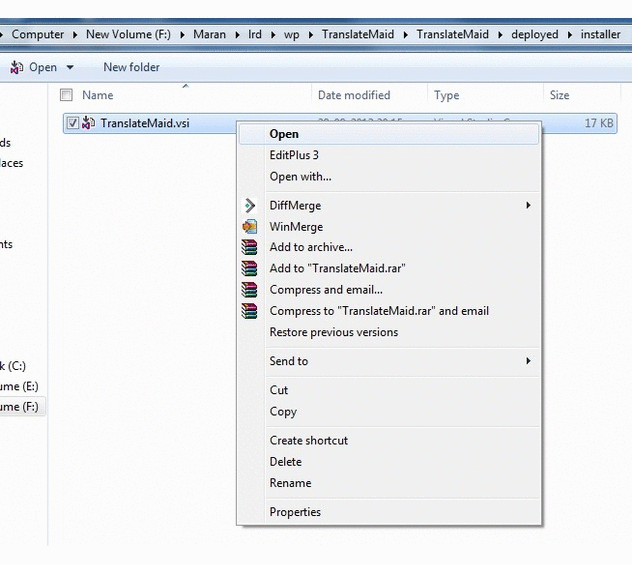 Computer New Volume (F:) Maran lrd wp TranslateMaid TranslateMaid deployed installer
Open New folder
Name Date modified Type Size
TranslateMaid.vsi 17 KB
Open
EditPlus 3
Open with...
DiffMerge
WinMerge
Add to archive...
Add to "TranslateMaid.rar"
Compress and email...
Compress to "TranslateMaid.rar" and email
Restore previous versions
Send to
Cut
Copy
Create shortcut
Delete
Rename
Properties
ds
laces
nts
k (C:)
ume (E:)
ume (F:)